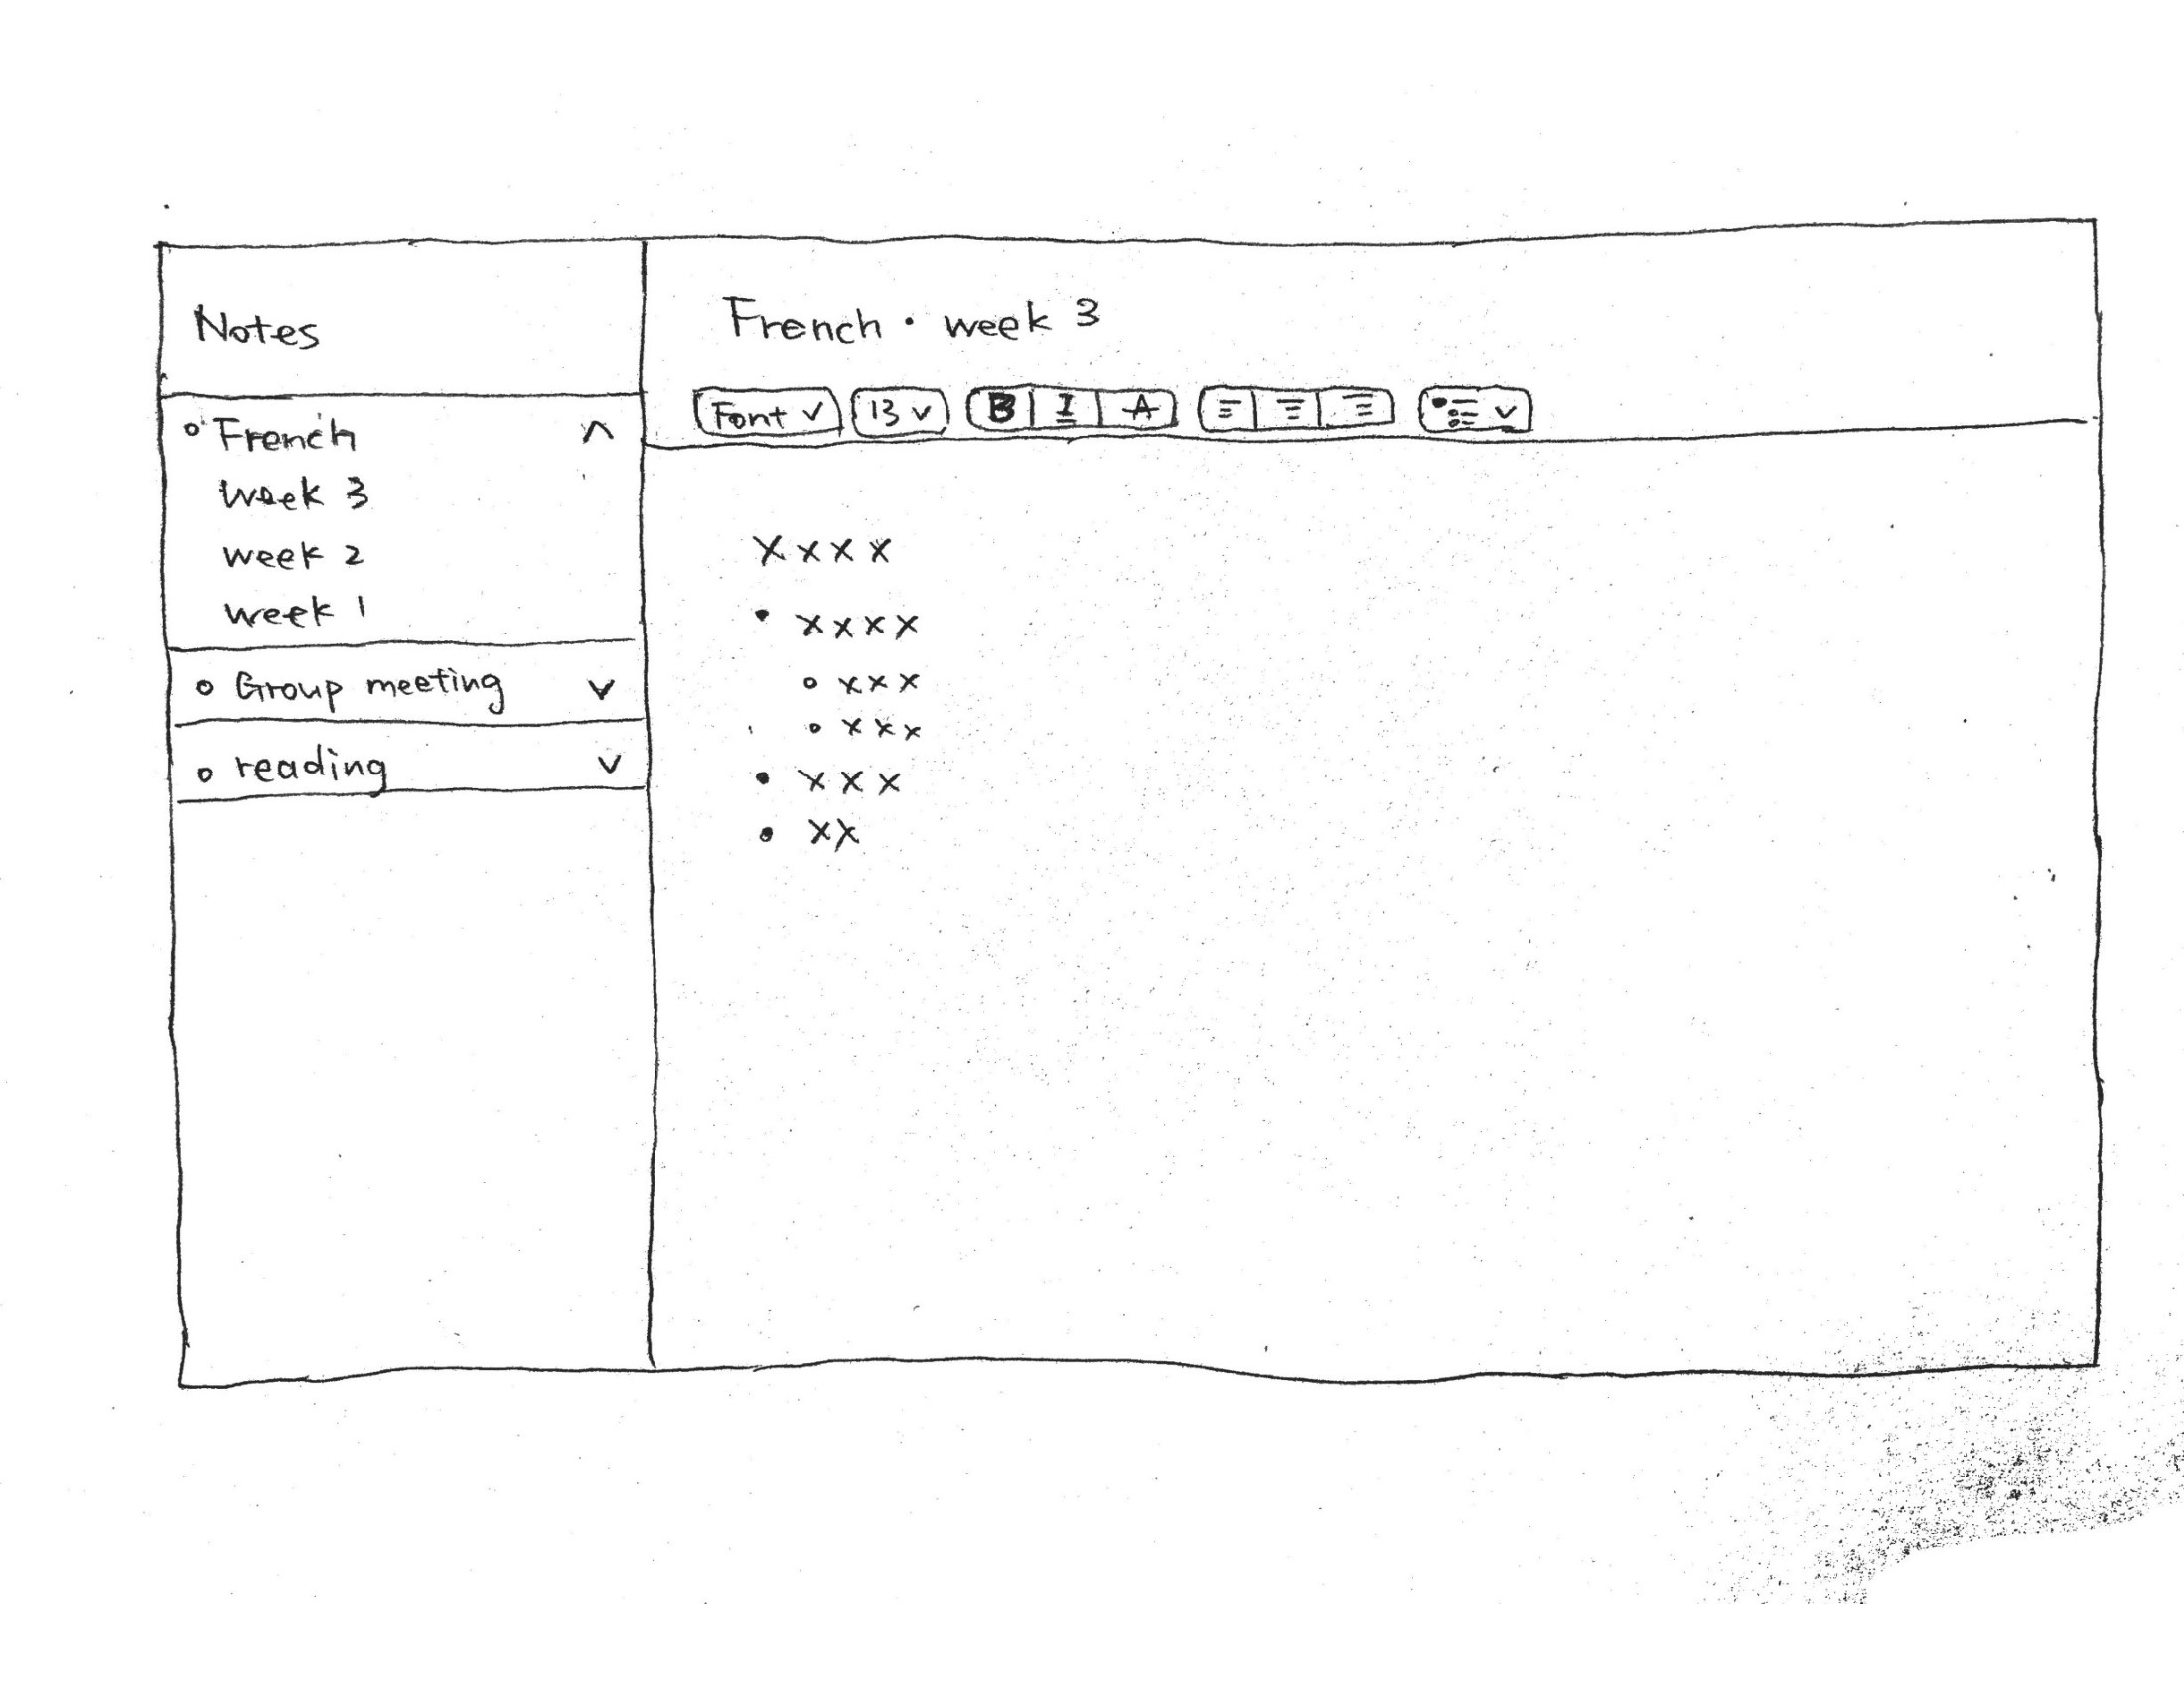 Notes
French
week 3
week 2
week 1
Group meeting
reading
French · week 3
Font 13 B I A
xxxx
• xxxx
◦ xxx
◦ xxx
• xxx
• xx